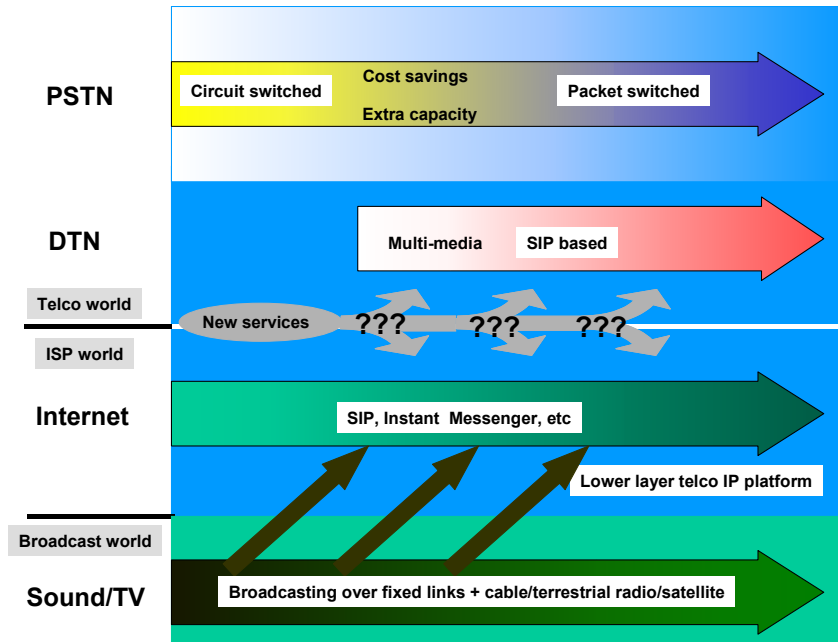 PSTN
Circuit switched
Cost savings
Extra capacity
Packet switched
DTN
Multi-media
SIP based
Telco world
New services
???
???
???
ISP world
Internet
SIP, Instant Messenger, etc
Lower layer telco IP platform
Broadcast world
Sound/TV
Broadcasting over fixed links + cable/terrestrial radio/satellite